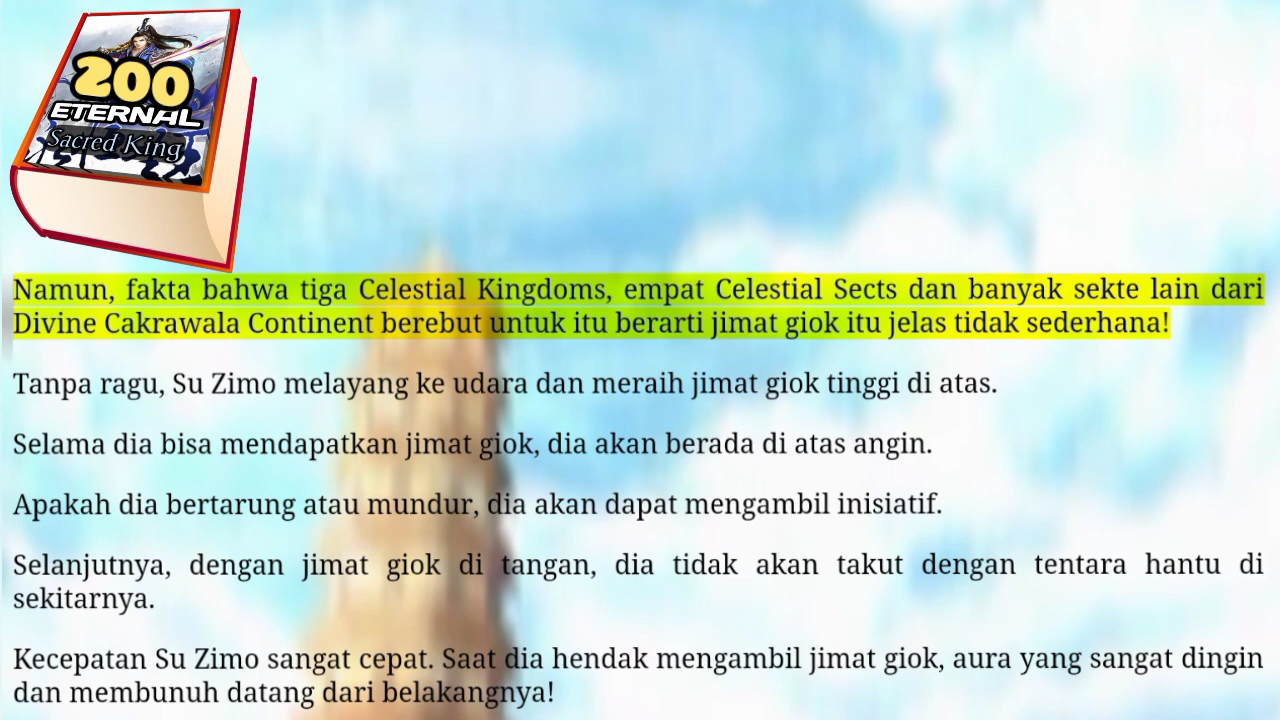 200
ETERNAL
Sacred King
Namun, fakta bahwa tiga Celestial Kingdoms, empat Celestial Sects dan banyak sekte lain dari
Divine Cakrawala Continent berebut untuk itu berarti jimat giok itu jelas tidak sederhana!
Tanpa ragu, Su Zimo melayang ke udara dan meraih jimat giok tinggi di atas.
Selama dia bisa mendapatkan jimat giok, dia akan berada di atas angin.
Apakah dia bertarung atau mundur, dia akan dapat mengambil inisiatif.
Selanjutnya, dengan jimat giok di tangan, dia tidak akan takut dengan tentara hantu di
sekitarnya.
Kecepatan Su Zimo sangat cepat. Saat dia hendak mengambil jimat giok, aura yang sangat dingin
dan membunuh datang dari belakangnya!